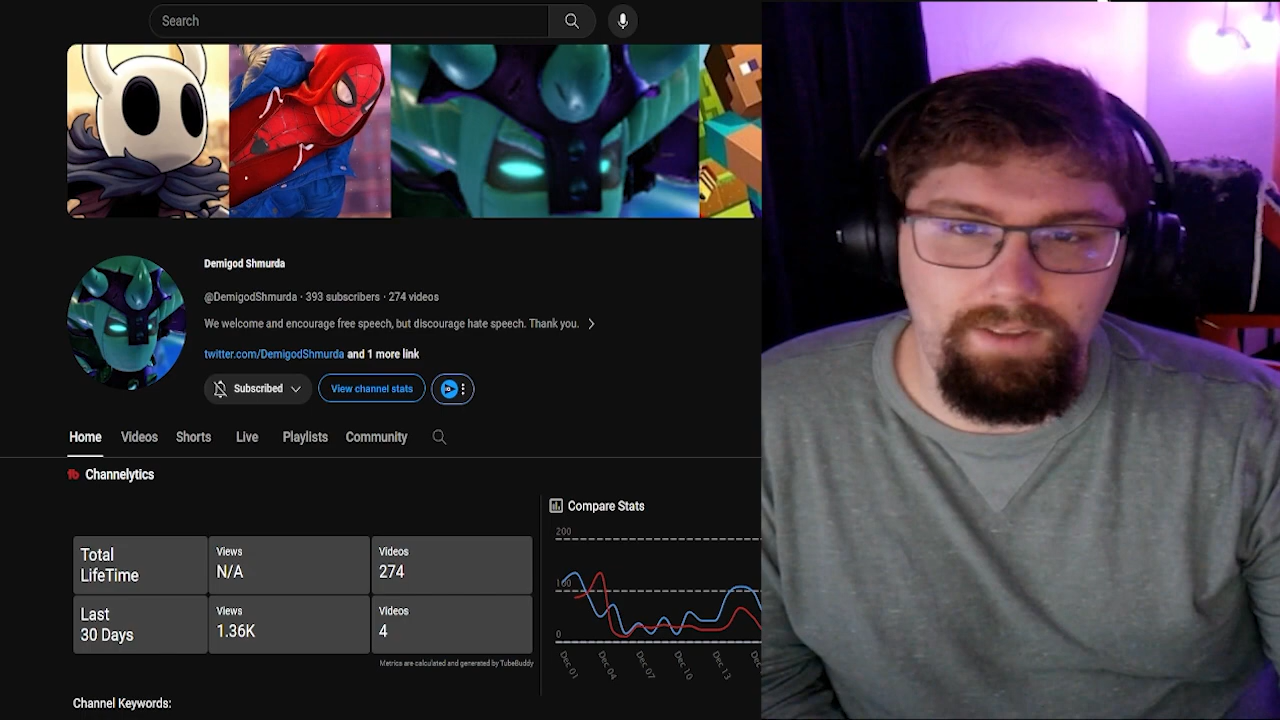 Search
Demigod Shmurda
@DemigodShmurda · 393 subscribers · 274 videos
We welcome and encourage free speech, but discourage hate speech. Thank you.
twitter.com/DemigodShmurda and 1 more link
Subscribed
View channel stats
Home Videos Shorts Live Playlists Community
Channelytics
Compare Stats
Total LifeTime
Views
N/A
Videos
274
Last 30 Days
Views
1.36K
Videos
4
Metrics are calculated and generated by TubeBuddy
200
100
0
Dec 01
Dec 04
Dec 07
Dec 10
Dec 13
Channel Keywords: